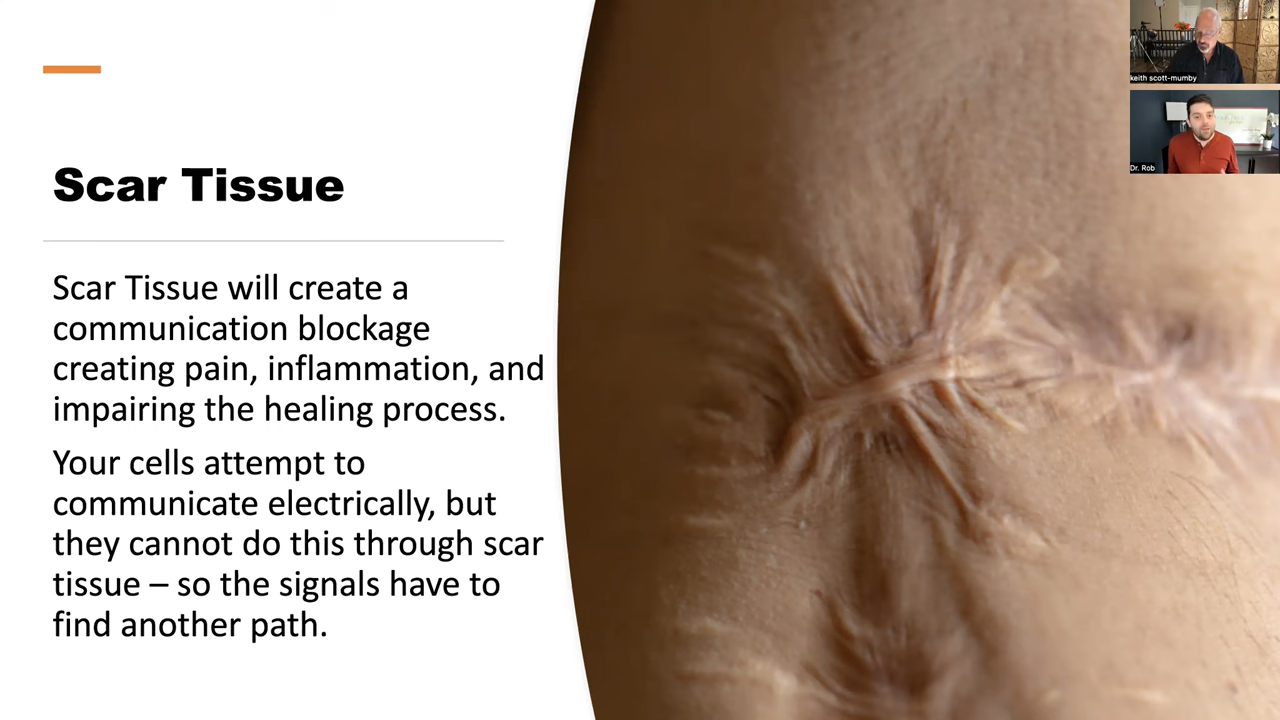 keith scott-mumby
Dr. Rob
Scar Tissue
Scar Tissue will create a
communication blockage
creating pain, inflammation, and
impairing the healing process.
Your cells attempt to
communicate electrically, but
they cannot do this through scar
tissue – so the signals have to
find another path.